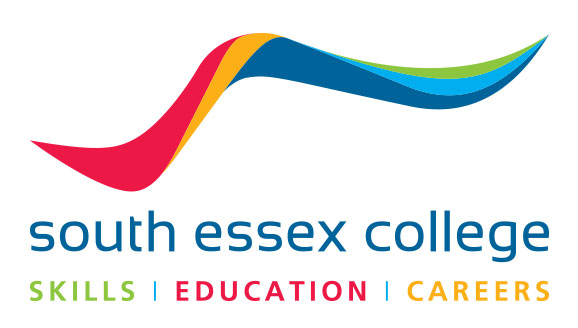 south essex college
SKILLS | EDUCATION | CAREERS